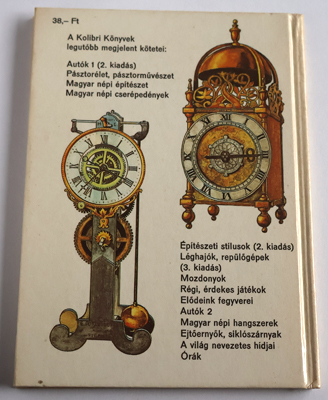 38,– Ft
A Kolibri Könyvek
legutóbb megjelent kötetei:
Autók 1 (2. kiadás)
Pásztorélet, pásztorművészet
Magyar népi építészet
Magyar népi cserépedények
Építészeti stílusok (2. kiadás)
Léghajók, repülőgépek
(3. kiadás)
Mozdonyok
Régi, érdekes játékok
Elődeink fegyverei
Autók 2
Magyar népi hangszerek
Ejtőernyők, siklószárnyak
A világ nevezetes hídjai
Órák